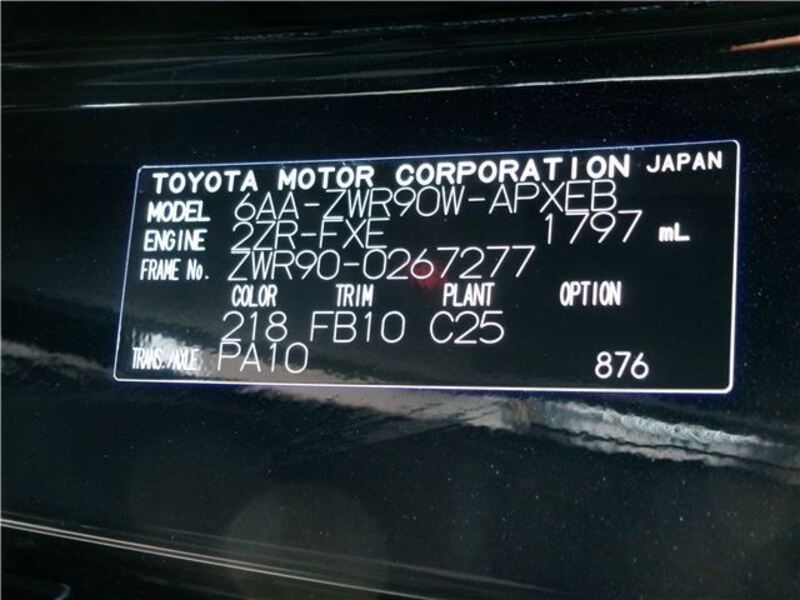 TOYOTA MOTOR CORPORATION JAPAN
MODEL 6AA-ZWR90W-APXEB
ENGINE 2ZR-FXE 1797 mL
FRAME No. ZWR90-0267277
COLOR TRIM PLANT OPTION
218 FB10 C25
TRANS./AXLE PA10 876